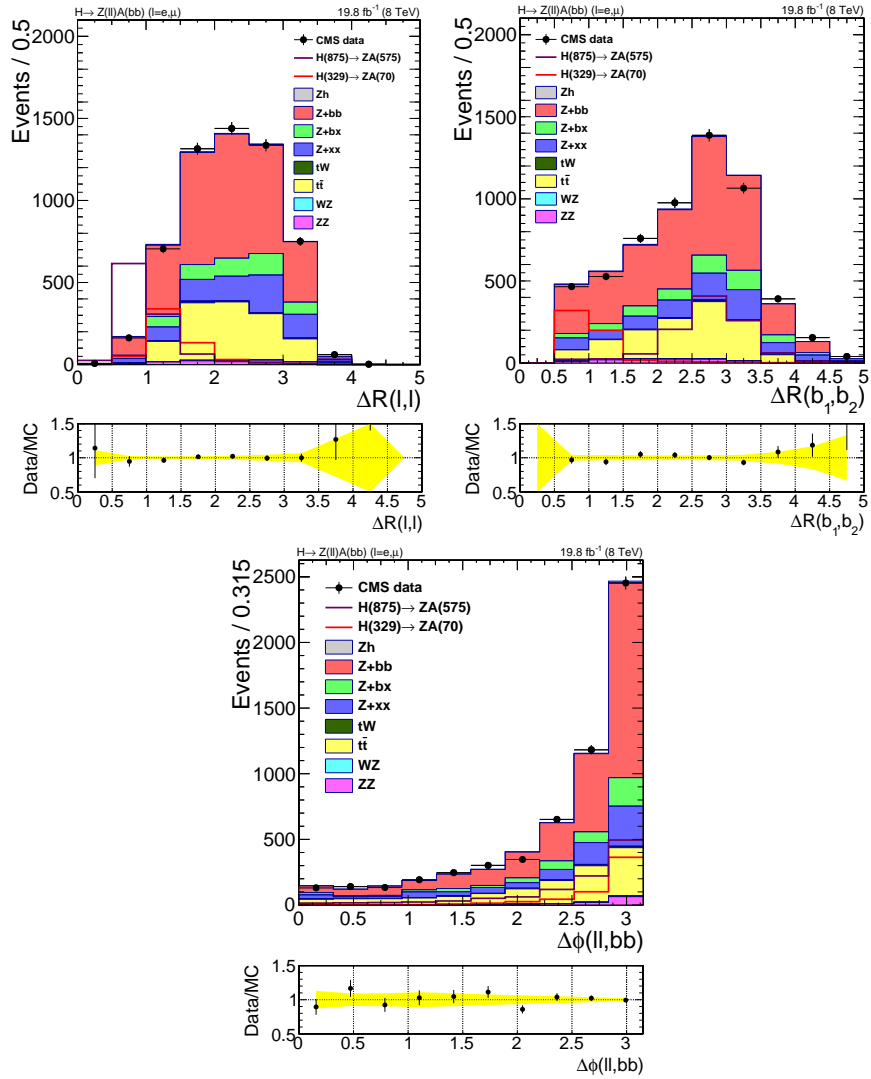 H→ Z(ll)A(bb) (l=e,μ) 19.8 fb⁻¹ (8 TeV)
Events / 0.5
2000
1500
1000
500
0
CMS data
H(875)→ ZA(575)
H(329)→ ZA(70)
Zh
Z+bb
Z+bx
Z+xx
tW
tt̄
WZ
ZZ
0 1 2 3 4 5
ΔR(l,l)
Data/MC
1.5
1
0.5
0 0.5 1 1.5 2 2.5 3 3.5 4 4.5 5
ΔR(l,l)
H→ Z(ll)A(bb) (l=e,μ) 19.8 fb⁻¹ (8 TeV)
Events / 0.5
2000
1500
1000
500
0
CMS data
H(875)→ ZA(575)
H(329)→ ZA(70)
Zh
Z+bb
Z+bx
Z+xx
tW
tt̄
WZ
ZZ
0 0.5 1 1.5 2 2.5 3 3.5 4 4.5 5
ΔR(b₁,b₂)
Data/MC
1.5
1
0.5
0 0.5 1 1.5 2 2.5 3 3.5 4 4.5 5
ΔR(b₁,b₂)
H→ Z(ll)A(bb) (l=e,μ) 19.8 fb⁻¹ (8 TeV)
Events / 0.315
2500
2000
1500
1000
500
0
CMS data
H(875)→ ZA(575)
H(329)→ ZA(70)
Zh
Z+bb
Z+bx
Z+xx
tW
tt̄
WZ
ZZ
0 0.5 1 1.5 2 2.5 3
Δϕ(ll,bb)
Data/MC
1.5
1
0.5
0 0.5 1 1.5 2 2.5 3
Δϕ(ll,bb)